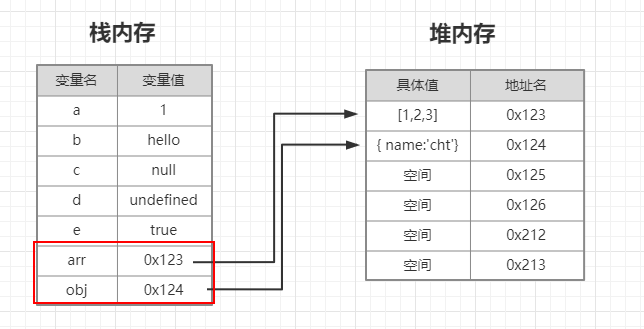 栈内存
变量名 变量值
a 1
b hello
c null
d undefined
e true
arr 0x123
obj 0x124
堆内存
具体值 地址名
[1,2,3] 0x123
{ name:'cht'} 0x124
空间 0x125
空间 0x126
空间 0x212
空间 0x213